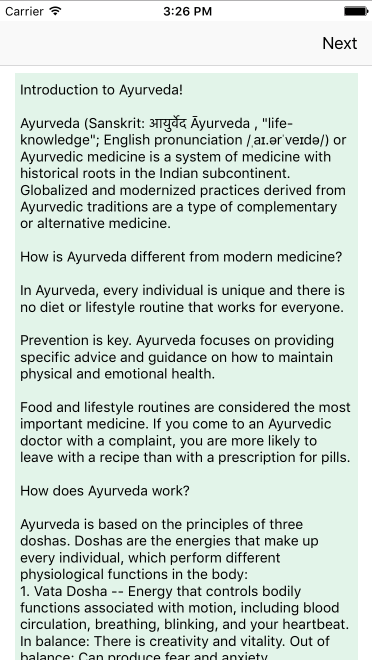 Carrier 3:26 PM
Next
Introduction to Ayurveda!
Ayurveda (Sanskrit: आयुर्वेद Āyurveda , "life-
knowledge"; English pronunciation /ˌaɪ.ərˈveɪdə/) or
Ayurvedic medicine is a system of medicine with
historical roots in the Indian subcontinent.
Globalized and modernized practices derived from
Ayurvedic traditions are a type of complementary
or alternative medicine.
How is Ayurveda different from modern medicine?
In Ayurveda, every individual is unique and there is
no diet or lifestyle routine that works for everyone.
Prevention is key. Ayurveda focuses on providing
specific advice and guidance on how to maintain
physical and emotional health.
Food and lifestyle routines are considered the most
important medicine. If you come to an Ayurvedic
doctor with a complaint, you are more likely to
leave with a recipe than with a prescription for pills.
How does Ayurveda work?
Ayurveda is based on the principles of three
doshas. Doshas are the energies that make up
every individual, which perform different
physiological functions in the body:
1. Vata Dosha -- Energy that controls bodily
functions associated with motion, including blood
circulation, breathing, blinking, and your heartbeat.
In balance: There is creativity and vitality. Out of
balance: Can produce fear and anxiety.